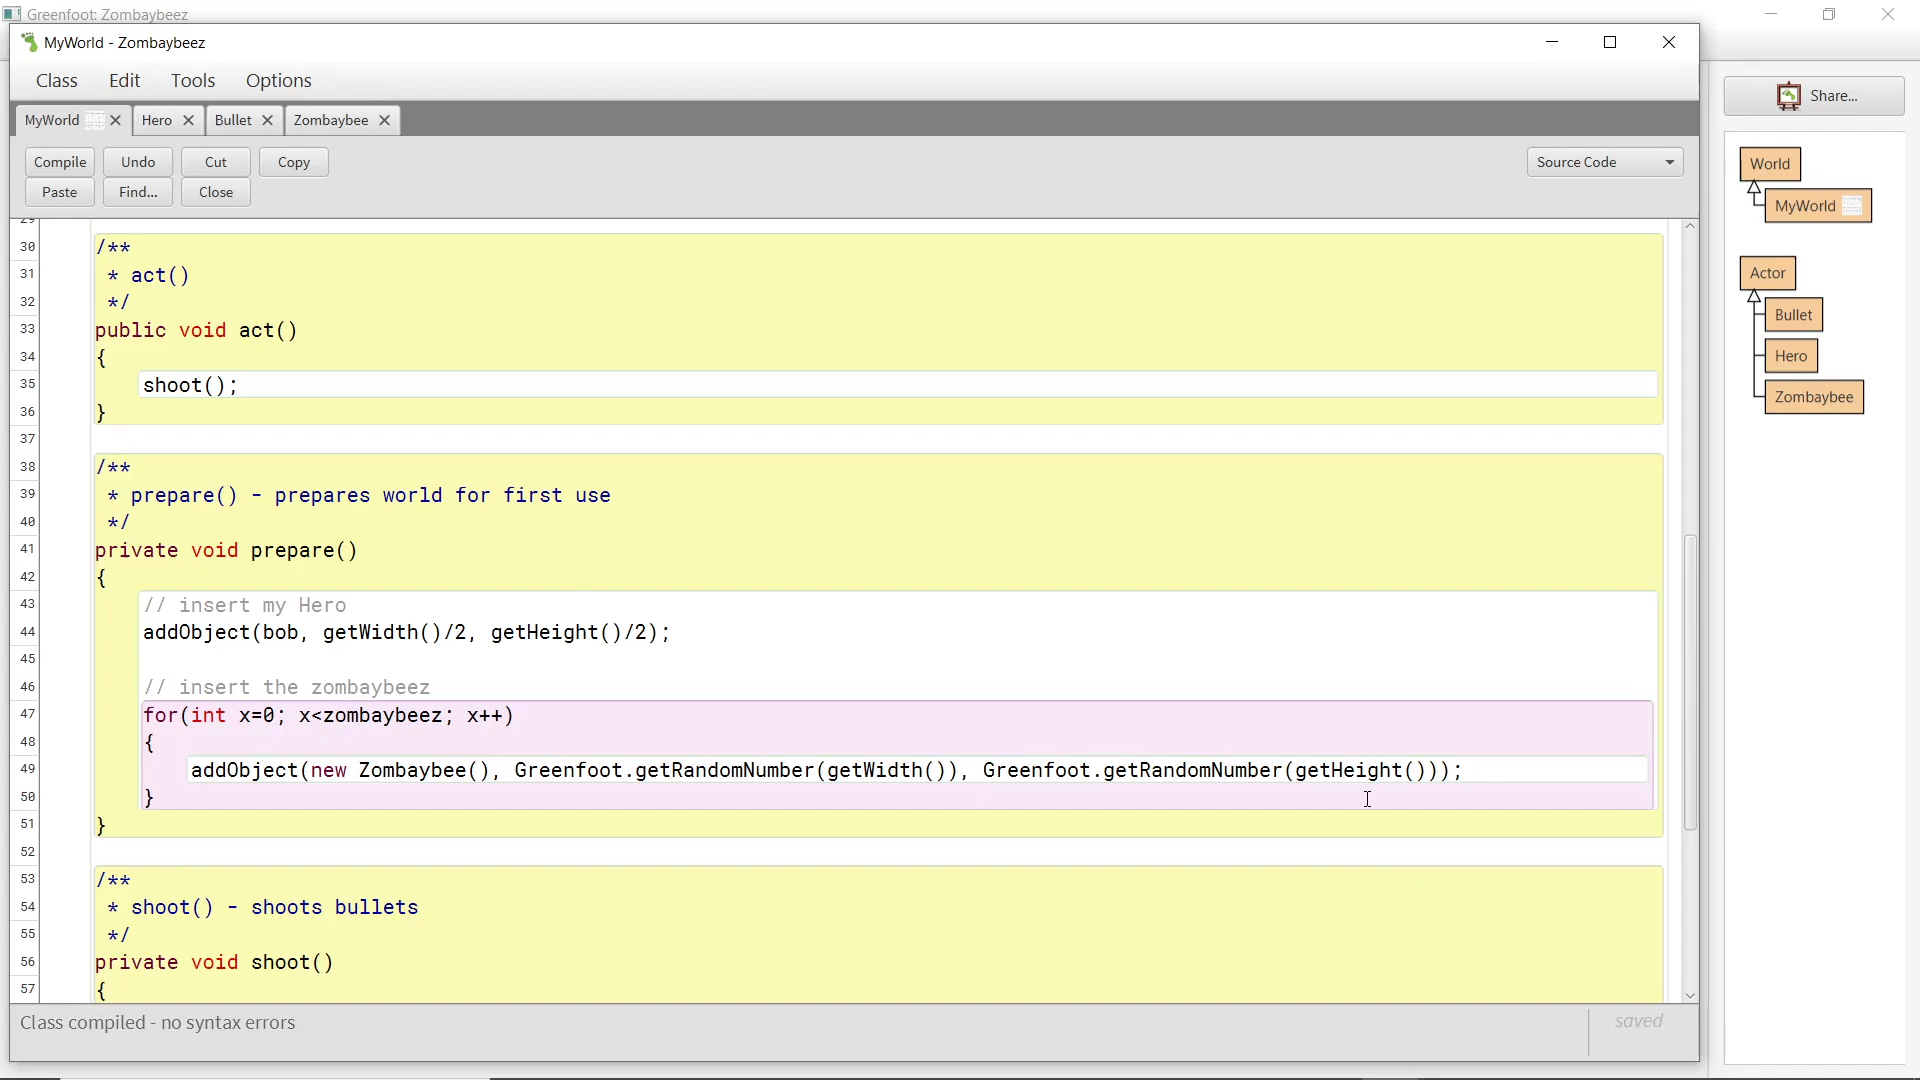 Greenfoot: Zombaybeez
MyWorld - Zombaybeez
Class Edit Tools Options
MyWorld Hero Bullet Zombaybee
Compile Undo Cut Copy
Paste Find... Close
Source Code
Share...
World
MyWorld
Actor
Bullet
Hero
Zombaybee
29
30 /**
31 * act()
32 */
33 public void act()
34 {
35 shoot();
36 }
37
38 /**
39 * prepare() - prepares world for first use
40 */
41 private void prepare()
42 {
43 // insert my Hero
44 addObject(bob, getWidth()/2, getHeight()/2);
45
46 // insert the zombaybeez
47 for(int x=0; x<zombaybeez; x++)
48 {
49 addObject(new Zombaybee(), Greenfoot.getRandomNumber(getWidth()), Greenfoot.getRandomNumber(getHeight()));
50 }
51 }
52
53 /**
54 * shoot() - shoots bullets
55 */
56 private void shoot()
57 {
Class compiled - no syntax errors
saved